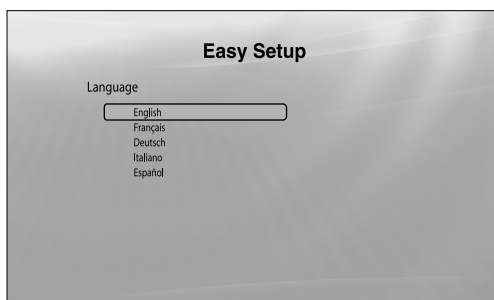 Easy Setup
Language
English
Français
Deutsch
Italiano
Español